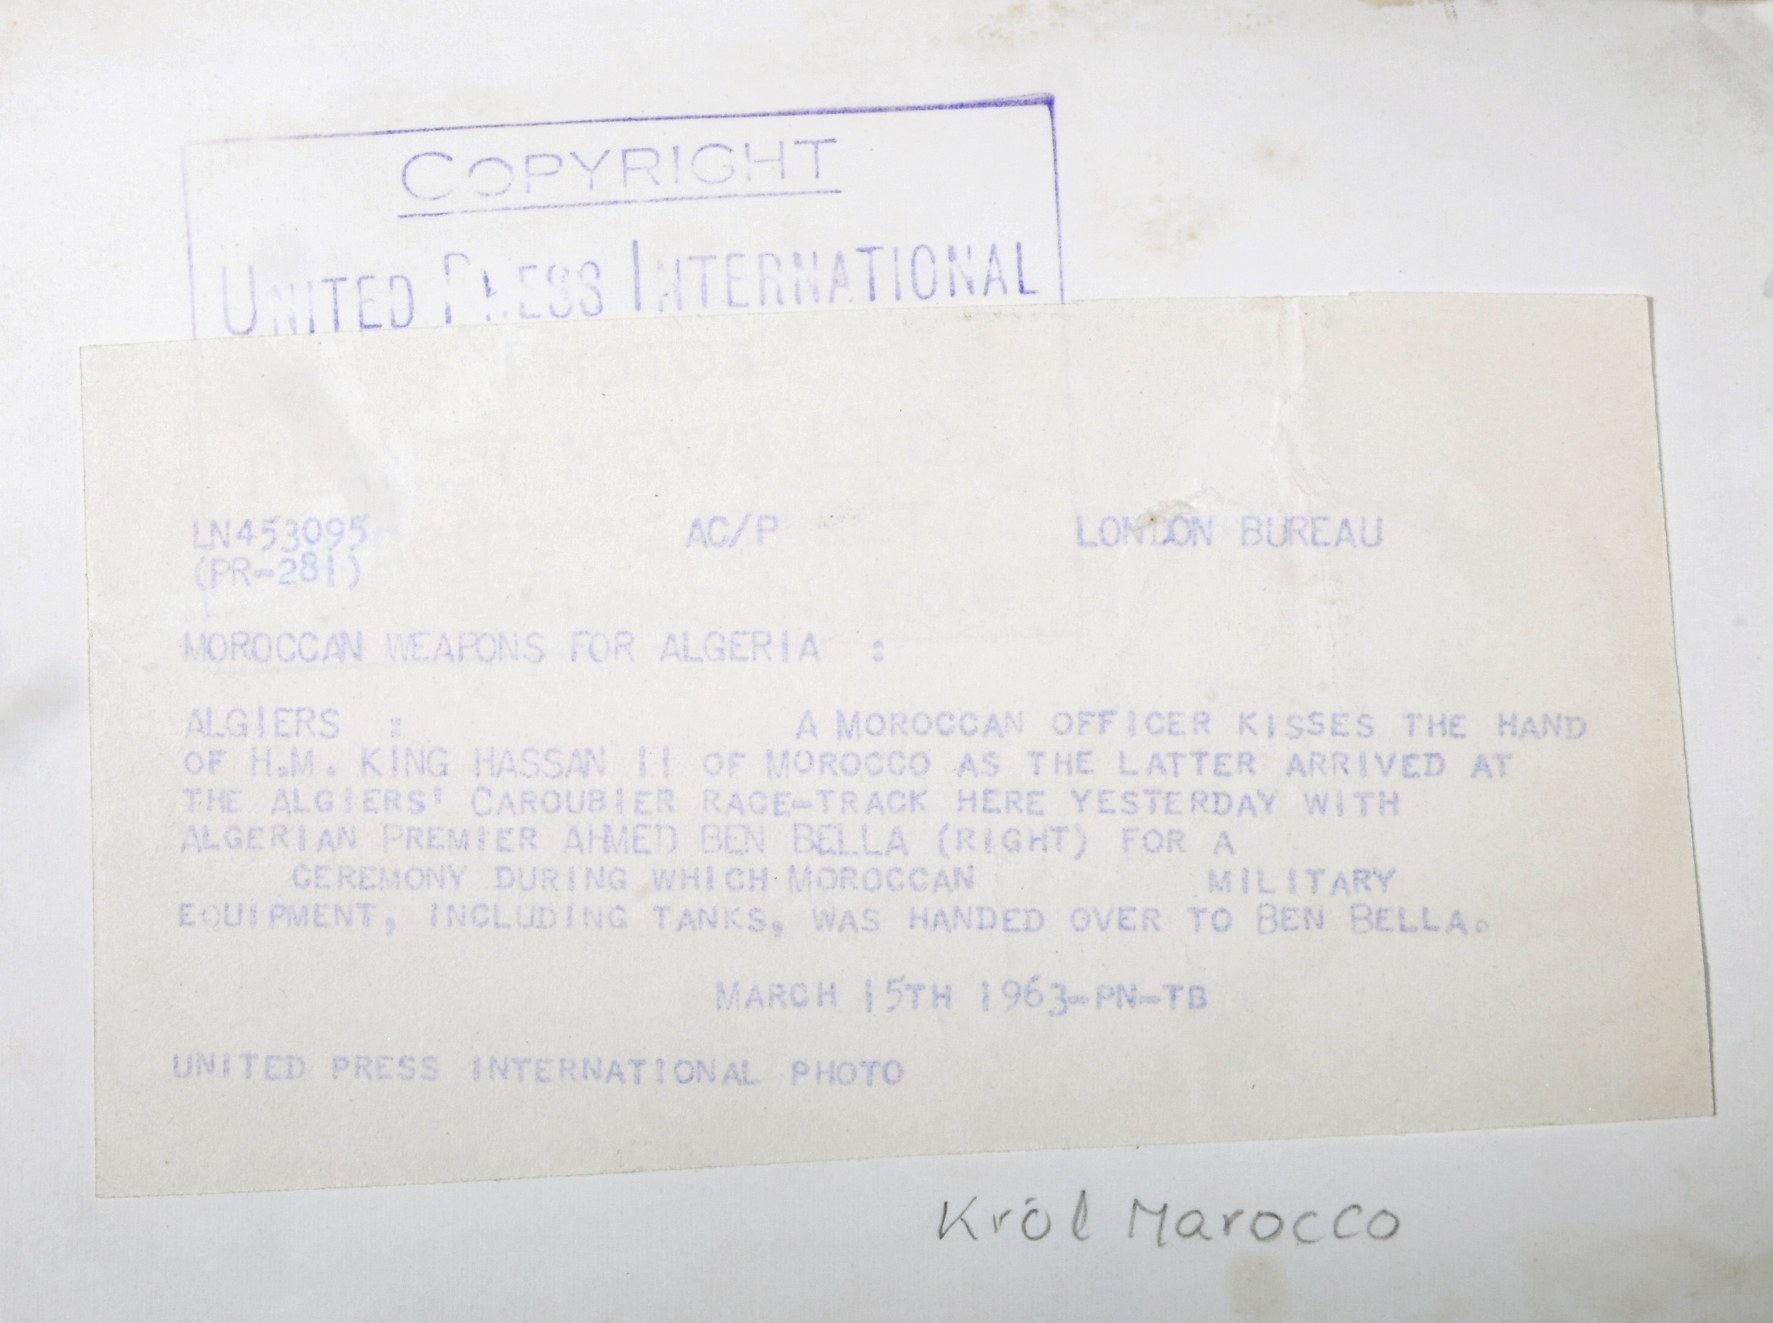 COPYRIGHT
UNITED PRESS INTERNATIONAL
LN453095 AC/P LONDON BUREAU
(PR-281)
MOROCCAN WEAPONS FOR ALGERIA :
ALGIERS : A MOROCCAN OFFICER KISSES THE HAND
OF H.M. KING HASSAN II OF MOROCCO AS THE LATTER ARRIVED AT
THE ALGIERS' CAROUBIER RACE-TRACK HERE YESTERDAY WITH
ALGERIAN PREMIER AHMED BEN BELLA (RIGHT) FOR A
CEREMONY DURING WHICH MOROCCAN MILITARY
EQUIPMENT, INCLUDING TANKS, WAS HANDED OVER TO BEN BELLA.
MARCH 15TH 1963-PN-TB
UNITED PRESS INTERNATIONAL PHOTO
Król Marocco